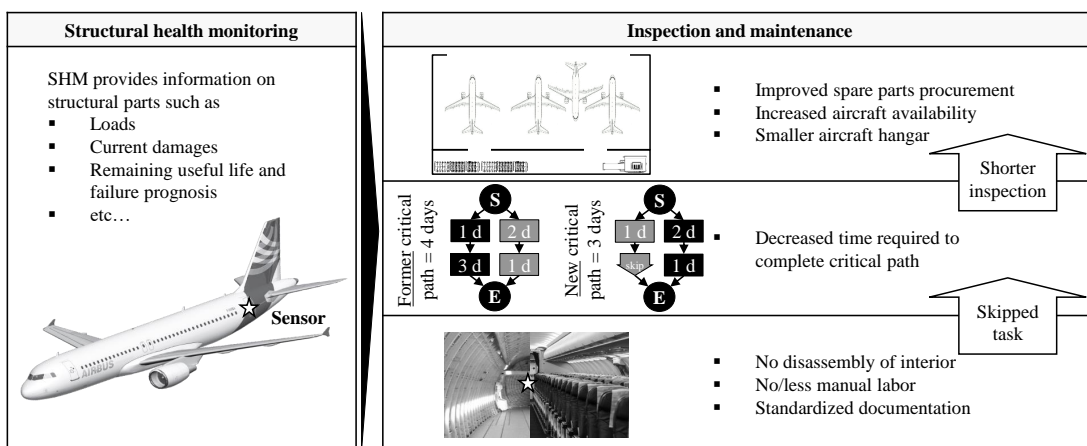 Structural health monitoring
SHM provides information on
structural parts such as
▪ Loads
▪ Current damages
▪ Remaining useful life and
failure prognosis
▪ etc…
Sensor
AIRBUS
Inspection and maintenance
▪ Improved spare parts procurement
▪ Increased aircraft availability
▪ Smaller aircraft hangar
Shorter
inspection
Former critical
path = 4 days
S
1 d
2 d
3 d
1 d
E
New critical
path = 3 days
S
1 d
2 d
skip
1 d
E
▪ Decreased time required to
complete critical path
Skipped
task
▪ No disassembly of interior
▪ No/less manual labor
▪ Standardized documentation